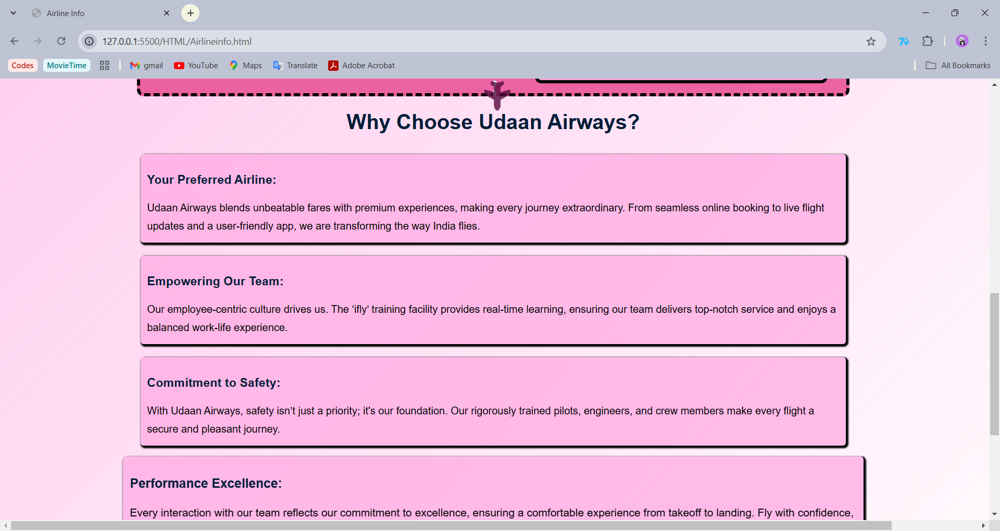 Airline Info
127.0.0.1:5500/HTML/Airlineinfo.html
Codes MovieTime gmail YouTube Maps Translate Adobe Acrobat All Bookmarks
Why Choose Udaan Airways?
Your Preferred Airline:
Udaan Airways blends unbeatable fares with premium experiences, making every journey extraordinary. From seamless online booking to live flight
updates and a user-friendly app, we are transforming the way India flies.
Empowering Our Team:
Our employee-centric culture drives us. The ‘ifly’ training facility provides real-time learning, ensuring our team delivers top-notch service and enjoys a
balanced work-life experience.
Commitment to Safety:
With Udaan Airways, safety isn’t just a priority; it's our foundation. Our rigorously trained pilots, engineers, and crew members make every flight a
secure and pleasant journey.
Performance Excellence:
Every interaction with our team reflects our commitment to excellence, ensuring a comfortable experience from takeoff to landing. Fly with confidence,